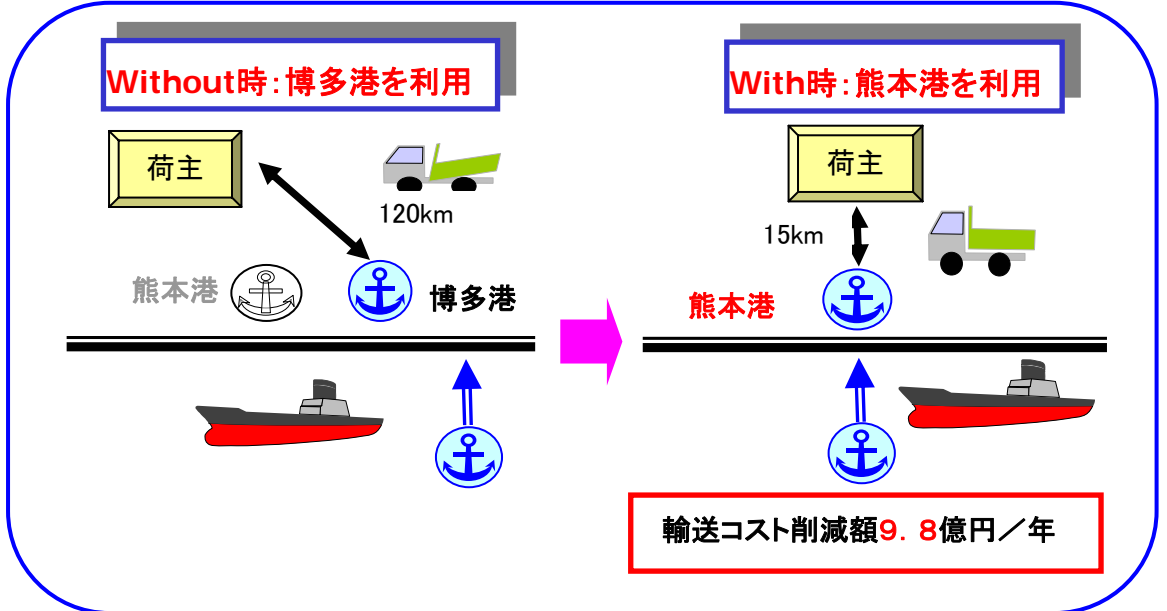 Without時:博多港を利用
荷主
120km
熊本港
博多港
With時:熊本港を利用
荷主
15km
熊本港
輸送コスト削減額9.8億円/年